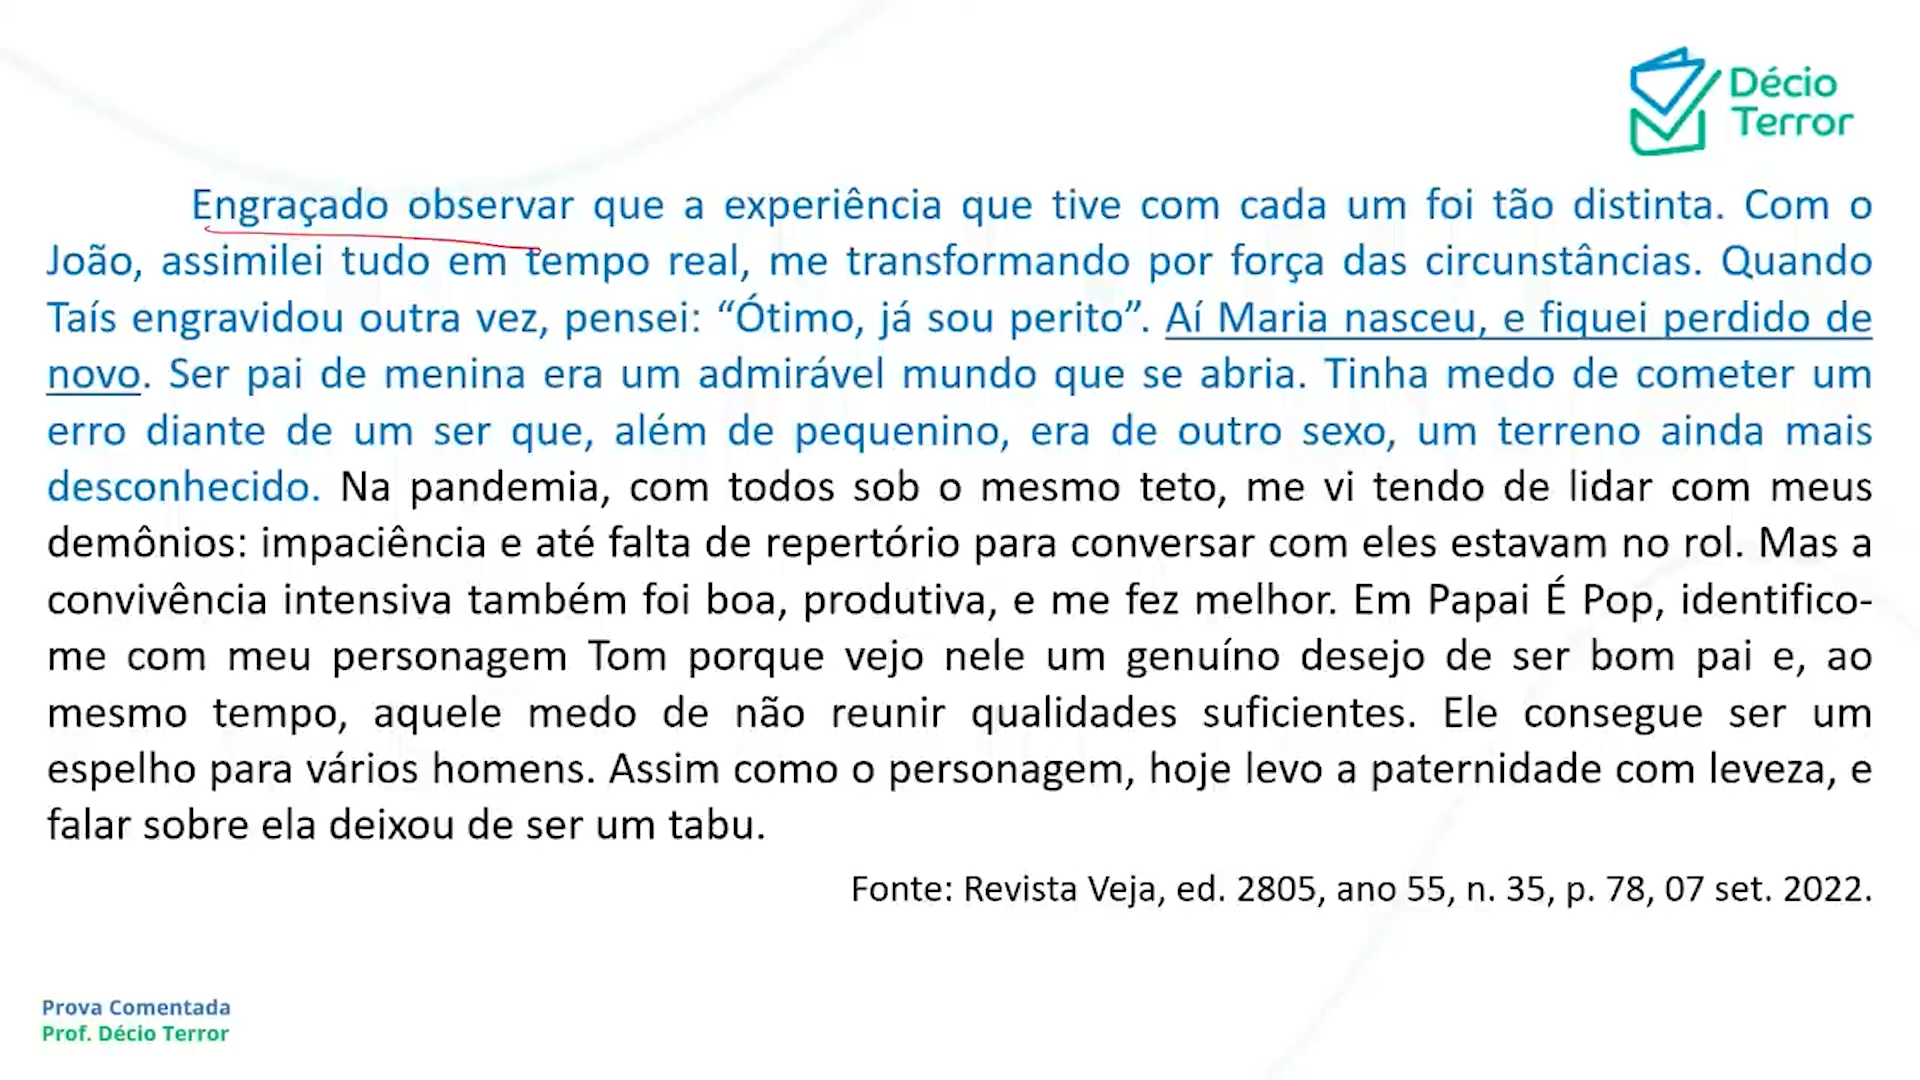 Décio
Terror
Engraçado observar que a experiência que tive com cada um foi tão distinta. Com o
João, assimilei tudo em tempo real, me transformando por força das circunstâncias. Quando
Taís engravidou outra vez, pensei: “Ótimo, já sou perito”. Aí Maria nasceu, e fiquei perdido de
novo. Ser pai de menina era um admirável mundo que se abria. Tinha medo de cometer um
erro diante de um ser que, além de pequenino, era de outro sexo, um terreno ainda mais
desconhecido. Na pandemia, com todos sob o mesmo teto, me vi tendo de lidar com meus
demônios: impaciência e até falta de repertório para conversar com eles estavam no rol. Mas a
convivência intensiva também foi boa, produtiva, e me fez melhor. Em Papai É Pop, identifico-
me com meu personagem Tom porque vejo nele um genuíno desejo de ser bom pai e, ao
mesmo tempo, aquele medo de não reunir qualidades suficientes. Ele consegue ser um
espelho para vários homens. Assim como o personagem, hoje levo a paternidade com leveza, e
falar sobre ela deixou de ser um tabu.
Fonte: Revista Veja, ed. 2805, ano 55, n. 35, p. 78, 07 set. 2022.
Prova Comentada
Prof. Décio Terror